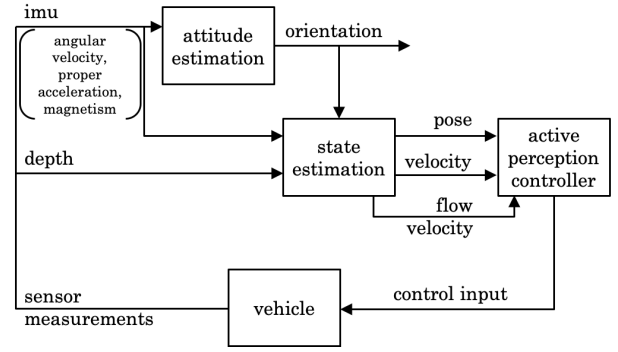 imu
angular
velocity,
proper
acceleration,
magnetism
attitude
estimation
orientation
depth
state
estimation
pose
velocity
flow
velocity
active
perception
controller
sensor
measurements
vehicle
control input